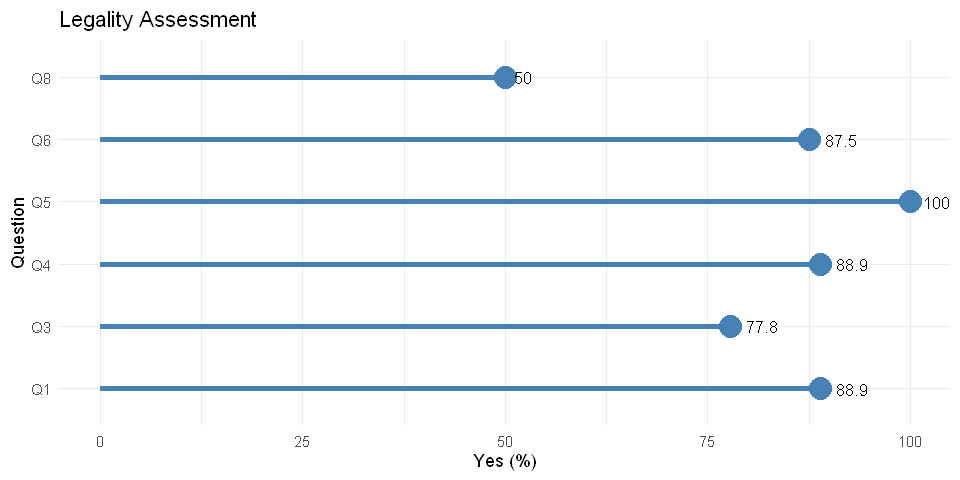 Legality Assessment
Question
Q8
50
Q6
87.5
Q5
100
Q4
88.9
Q3
77.8
Q1
88.9
0 25 50 75 100
Yes (%)